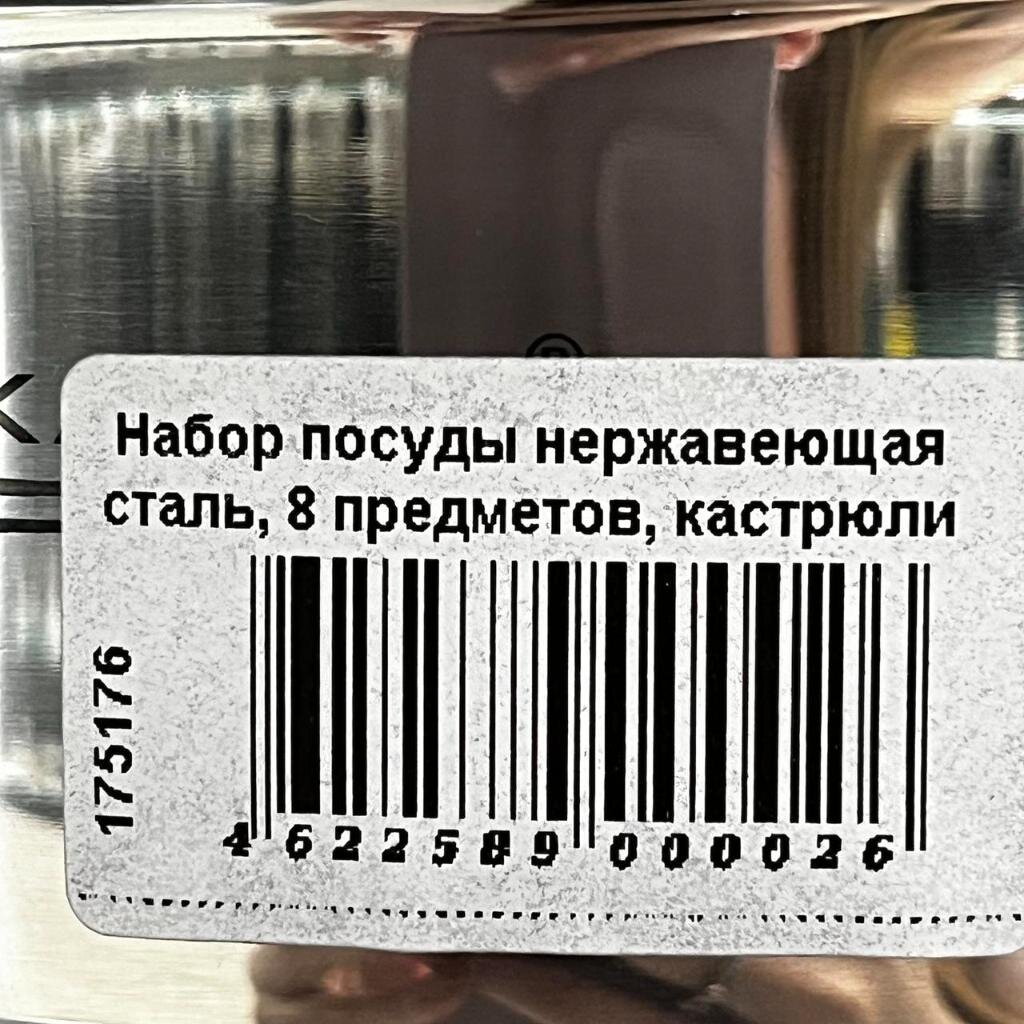 Набор посуды нержавеющая
сталь, 8 предметов, кастрюли
175176
4 622589 000026